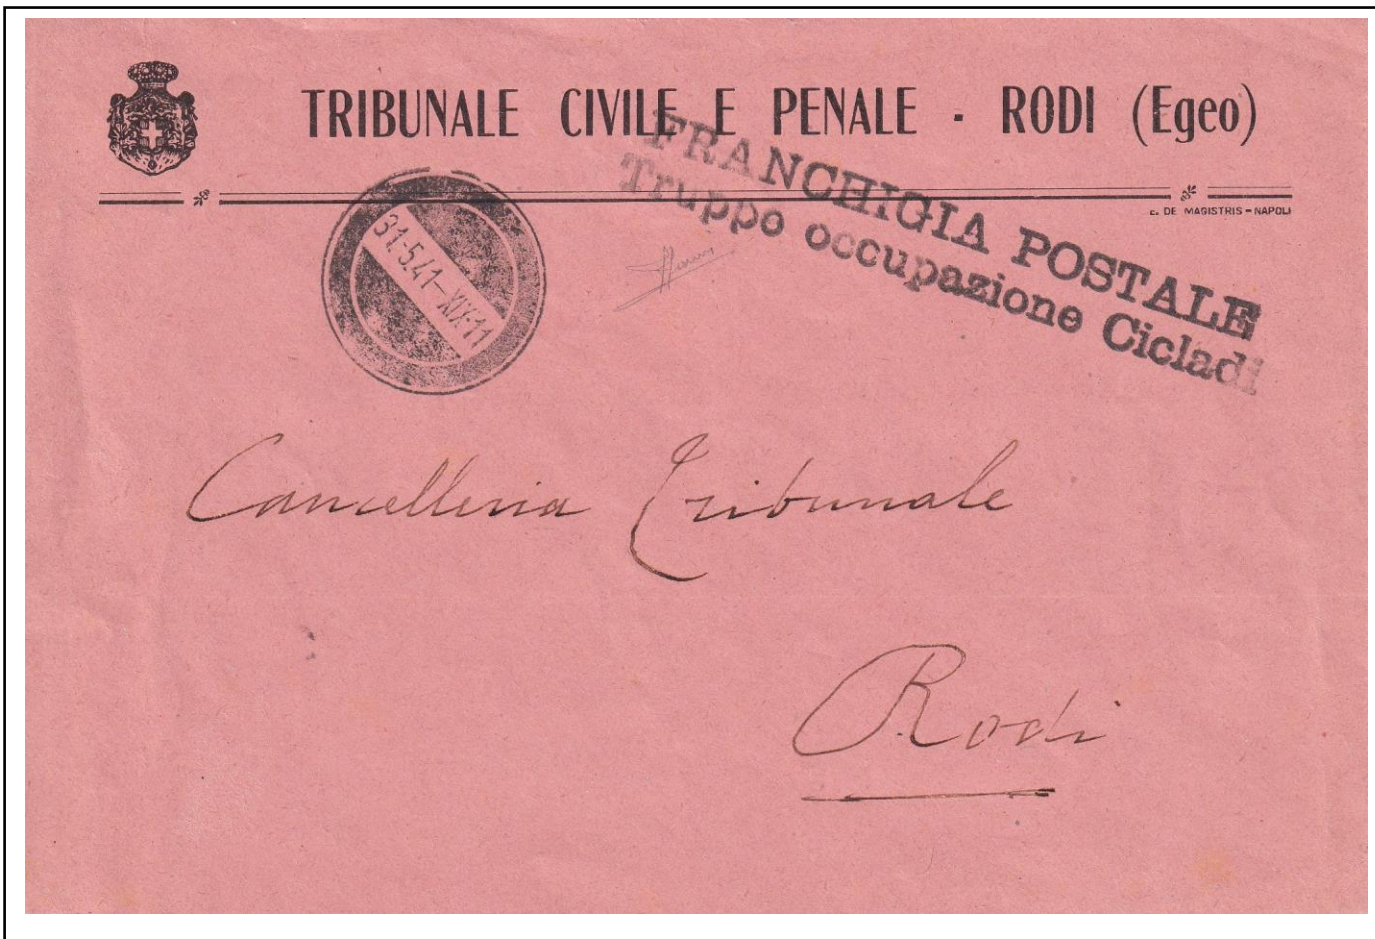 TRIBUNALE CIVILE E PENALE - RODI (Egeo)
C. DE MAGISTRIS - NAPOLI
FRANCHIGIA POSTALE
Truppo occupazione Cicladi
31-5.41-XIX-11
Cancelleria Tribunale
Rodi